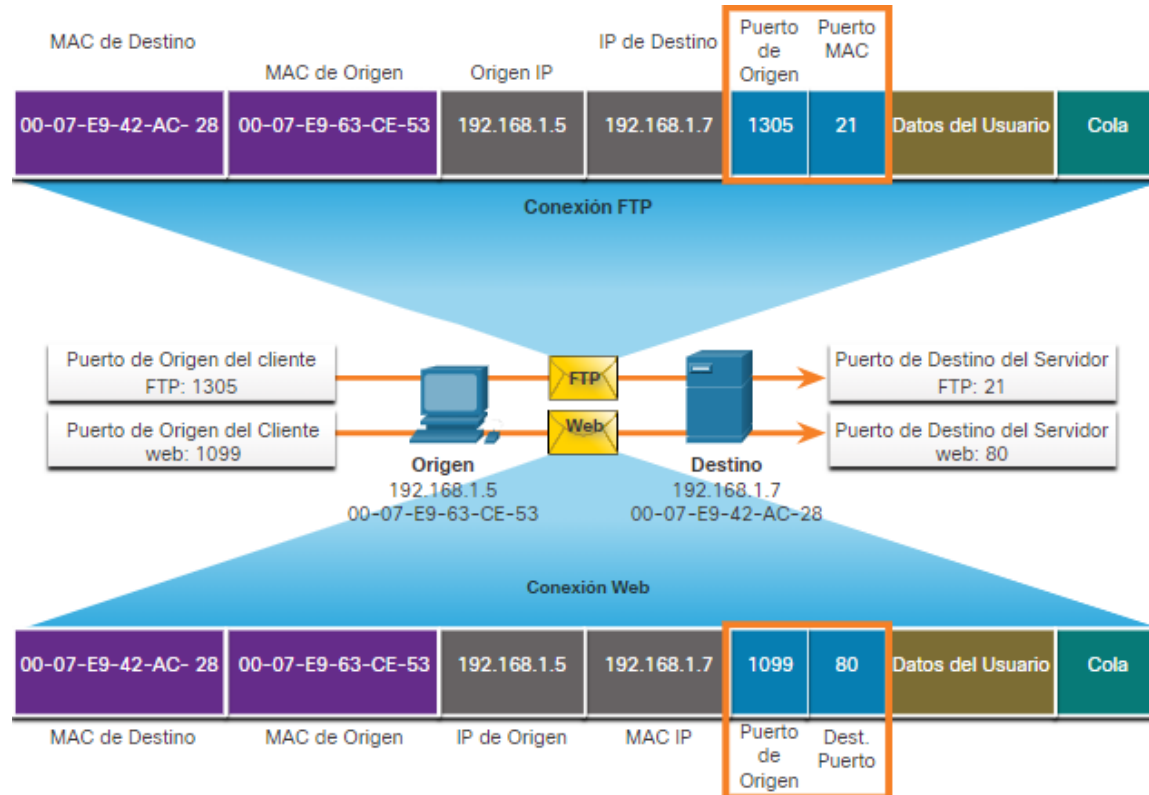 MAC de Destino
MAC de Origen
Origen IP
IP de Destino
Puerto
de
Origen
Puerto
MAC
00-07-E9-42-AC- 28
00-07-E9-63-CE-53
192.168.1.5
192.168.1.7
1305
21
Datos del Usuario
Cola
Conexión FTP
Puerto de Origen del cliente
FTP: 1305
FTP
Puerto de Destino del Servidor
FTP: 21
Puerto de Origen del Cliente
web: 1099
Web
Puerto de Destino del Servidor
web: 80
Origen
192.168.1.5
00-07-E9-63-CE-53
Destino
192.168.1.7
00-07-E9-42-AC-28
Conexión Web
00-07-E9-42-AC- 28
00-07-E9-63-CE-53
192.168.1.5
192.168.1.7
1099
80
Datos del Usuario
Cola
MAC de Destino
MAC de Origen
IP de Origen
MAC IP
Puerto
de
Origen
Dest.
Puerto